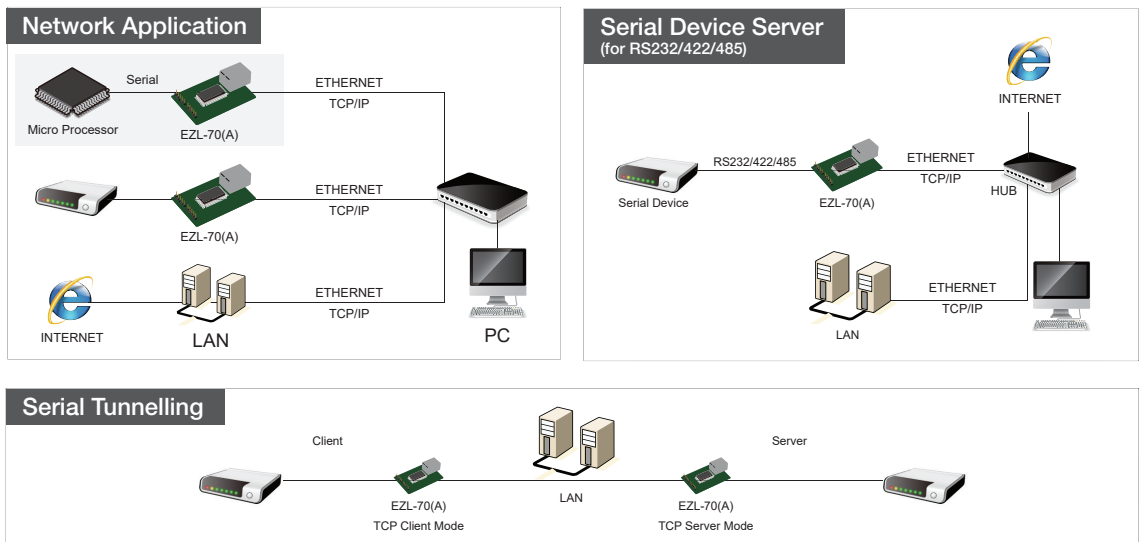 Network Application
Serial
ETHERNET
TCP/IP
Micro Processor
EZL-70(A)
ETHERNET
TCP/IP
EZL-70(A)
ETHERNET
TCP/IP
INTERNET
LAN
PC
Serial Device Server
(for RS232/422/485)
INTERNET
RS232/422/485
ETHERNET
TCP/IP
HUB
Serial Device
EZL-70(A)
ETHERNET
TCP/IP
LAN
Serial Tunnelling
Client
Server
EZL-70(A)
TCP Client Mode
LAN
EZL-70(A)
TCP Server Mode